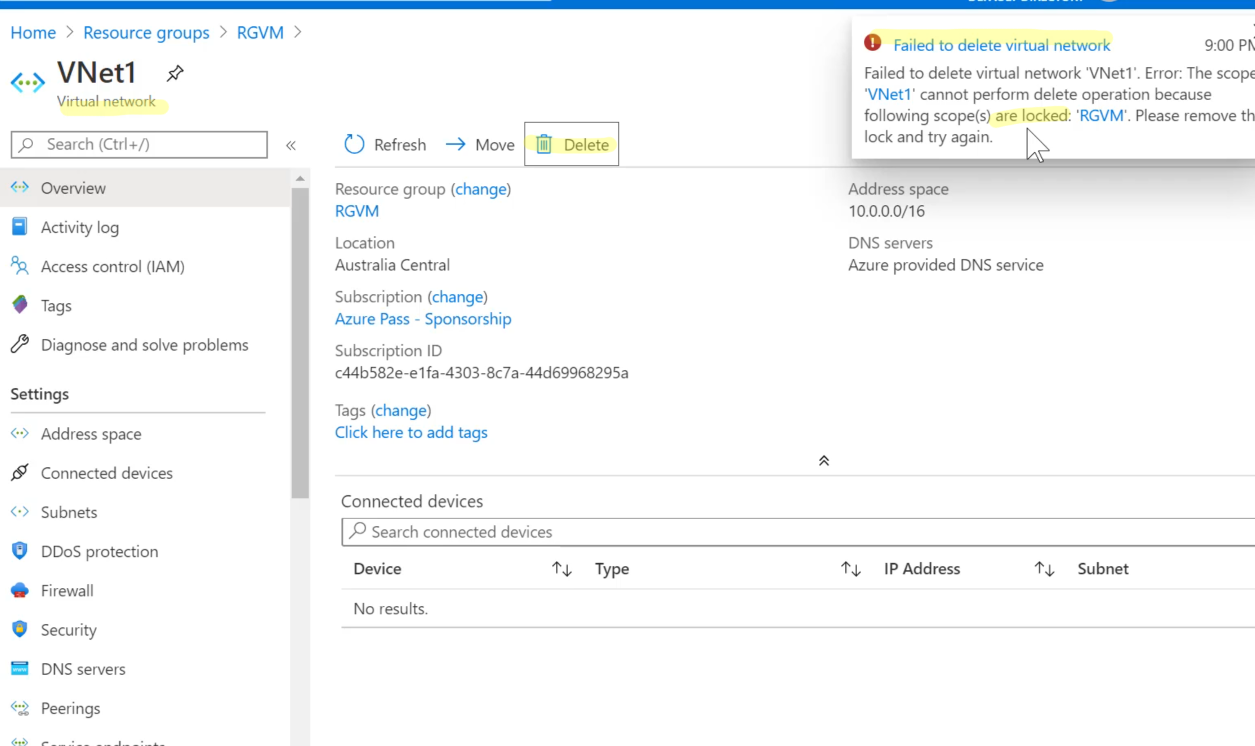 Home > Resource groups > RGVM >
VNet1
Virtual network
Search (Ctrl+/)
«
Overview
Activity log
Access control (IAM)
Tags
Diagnose and solve problems
Settings
Address space
Connected devices
Subnets
DDoS protection
Firewall
Security
DNS servers
Peerings
Refresh
Move
Delete
Resource group (change)
RGVM
Location
Australia Central
Subscription (change)
Azure Pass - Sponsorship
Subscription ID
c44b582e-e1fa-4303-8c7a-44d69968295a
Tags (change)
Click here to add tags
Address space
10.0.0.0/16
DNS servers
Azure provided DNS service
Connected devices
Search connected devices
Device Type IP Address Subnet
No results.
Failed to delete virtual network
9:00 PM
Failed to delete virtual network 'VNet1'. Error: The scope
'VNet1' cannot perform delete operation because
following scope(s) are locked: 'RGVM'. Please remove th
lock and try again.